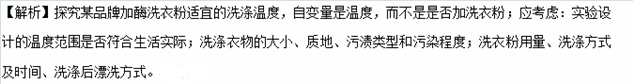 【解析】探究某品牌加酶洗衣粉适宜的洗涤温度，自变量是温度，而不是是否加洗衣粉；应考虑：实验设
计的温度范围是否符合生活实际；洗涤衣物的大小、质地、污渍类型和污染程度；洗衣粉用量、洗涤方式
及时间、洗涤后漂洗方式。